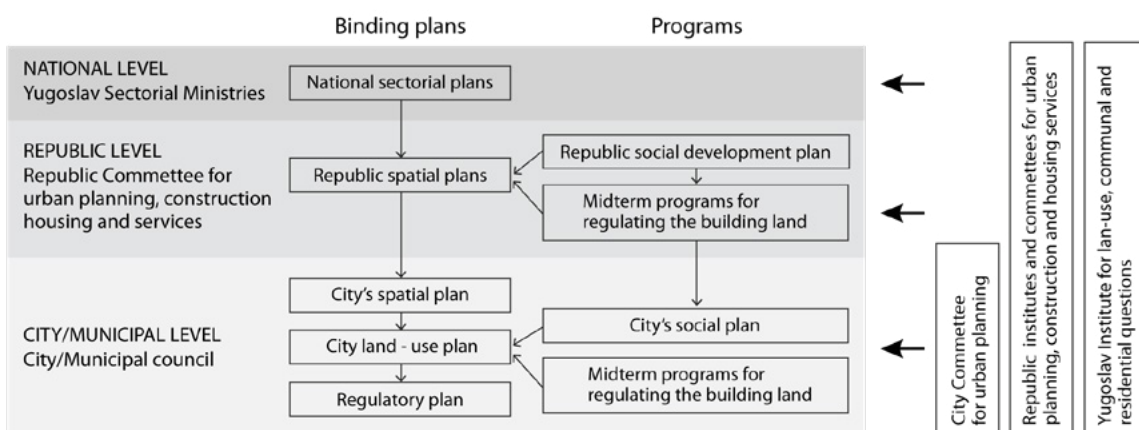 Binding plans
Programs
NATIONAL LEVEL
Yugoslav Sectorial Ministries
National sectorial plans
REPUBLIC LEVEL
Republic Committee for
urban planning, construction
housing and services
Republic spatial plans
Republic social development plan
Midterm programs for
regulating the building land
CITY/MUNICIPAL LEVEL
City/Municipal council
City's spatial plan
City land - use plan
Regulatory plan
City's social plan
Midterm programs for
regulating the building land
City Committee
for urban planning
Republic institutes and committees for urban
planning, construction and housing services
Yugoslav Institute for lan-use, communal and
residential questions